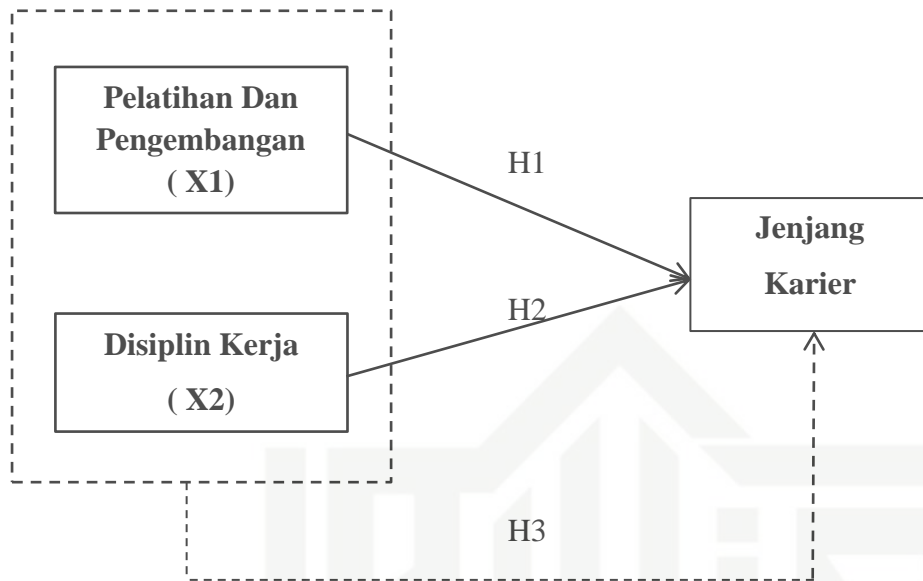 Pelatihan Dan
Pengembangan
( X1)
H1
Jenjang
Karier
H2
Disiplin Kerja
( X2)
H3